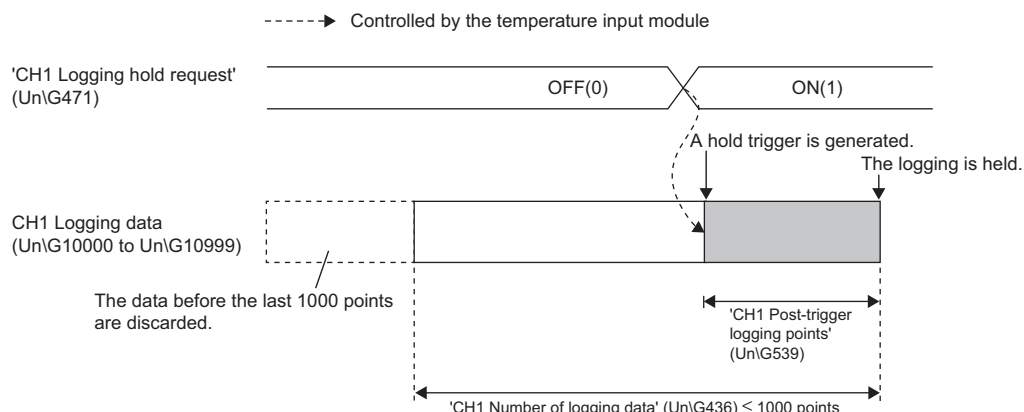 Controlled by the temperature input module
'CH1 Logging hold request'
(Un\G471)
OFF(0)
ON(1)
A hold trigger is generated.
The logging is held.
CH1 Logging data
(Un\G10000 to Un\G10999)
The data before the last 1000 points
are discarded.
'CH1 Post-trigger
logging points'
(Un\G539)
'CH1 Number of logging data' (Un\G436) ≤ 1000 points